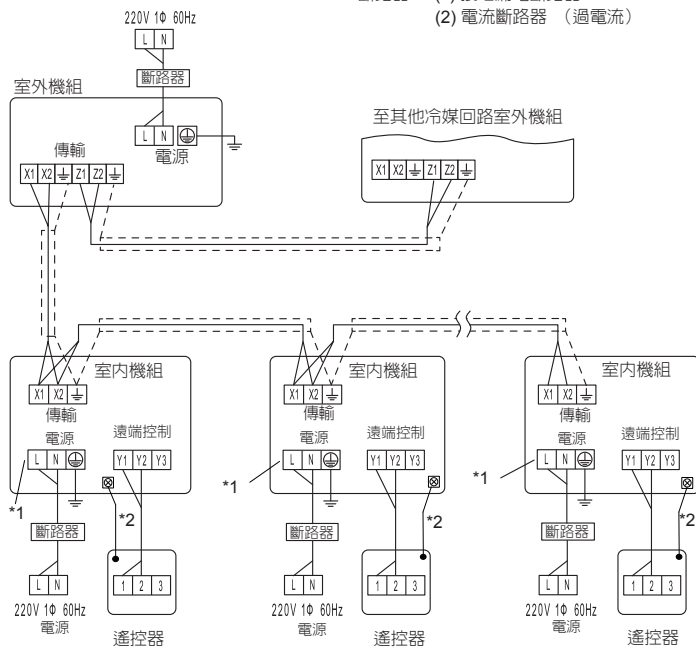 (2) 電流斷路器 （過電流）
220V 1Φ 60Hz
L N
斷路器
室外機組
L N
電源
傳輸
X1 X2 Z1 Z2
至其他冷媒回路室外機組
X1 X2 Z1 Z2
室內機組
X1 X2
傳輸
電源
遠端控制
L N
Y1 Y2 Y3
*1
*2
斷路器
L N
1 2 3
220V 1Φ 60Hz
電源
遙控器
室內機組
X1 X2
傳輸
電源
遠端控制
L N
Y1 Y2 Y3
*1
*2
斷路器
L N
1 2 3
220V 1Φ 60Hz
電源
遙控器
室內機組
X1 X2
傳輸
電源
遠端控制
L N
Y1 Y2 Y3
*1
*2
斷路器
L N
1 2 3
220V 1Φ 60Hz
電源
遙控器